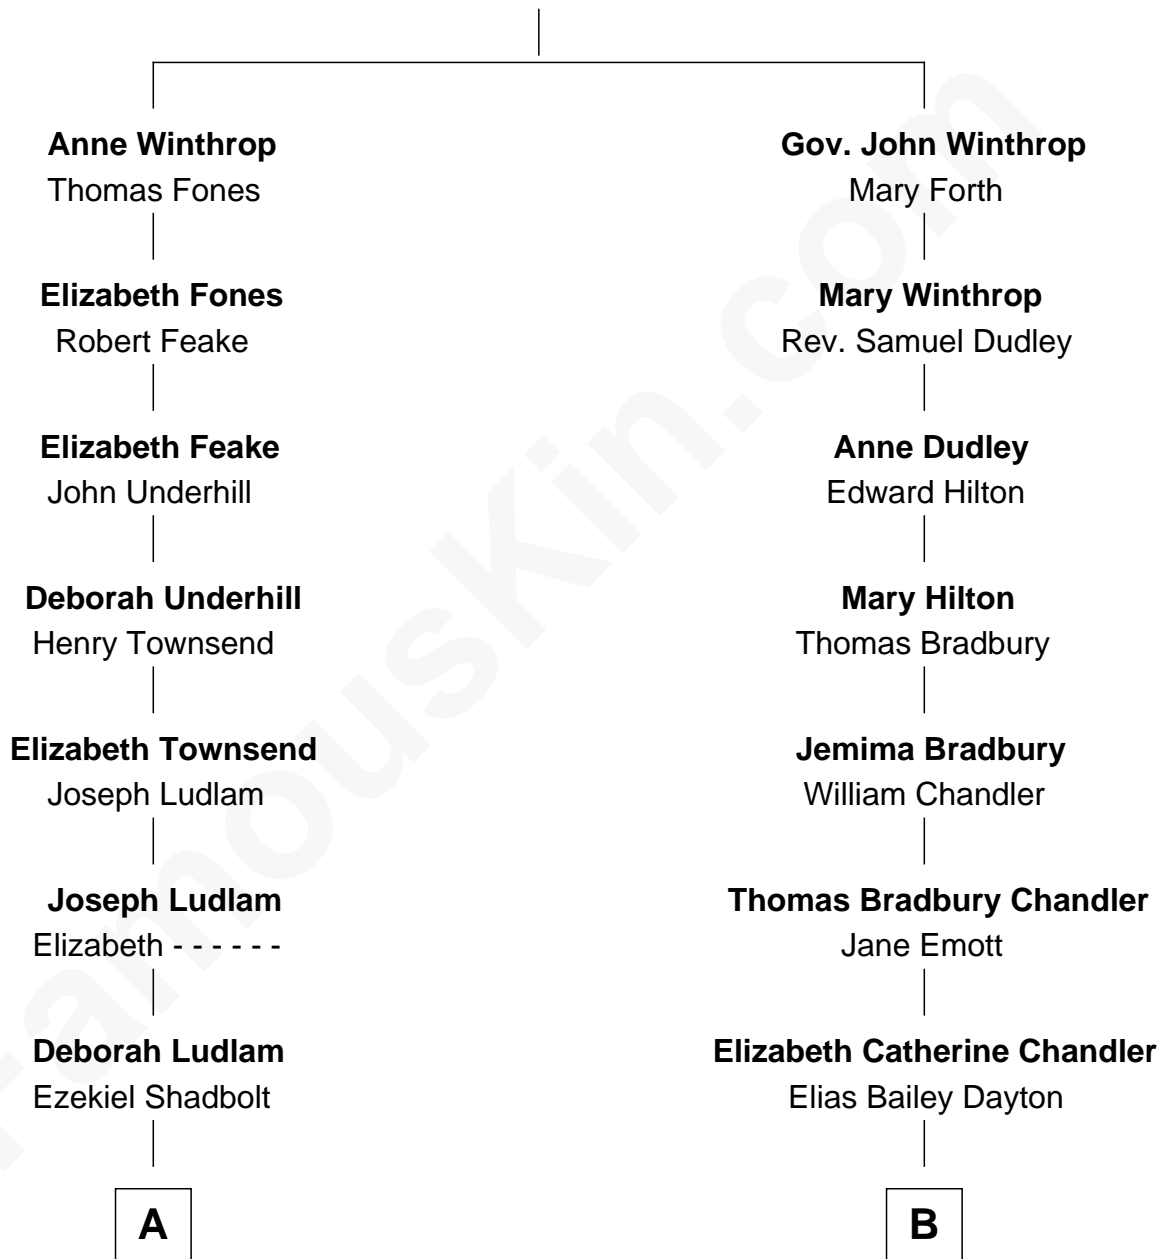 Anne Winthrop
Thomas Fones
Elizabeth Fones
Robert Feake
Elizabeth Feake
John Underhill
Deborah Underhill
Henry Townsend
Elizabeth Townsend
Joseph Ludlam
Joseph Ludlam
Elizabeth - - - - - -
Deborah Ludlam
Ezekiel Shadbolt
A
Gov. John Winthrop
Mary Forth
Mary Winthrop
Rev. Samuel Dudley
Anne Dudley
Edward Hilton
Mary Hilton
Thomas Bradbury
Jemima Bradbury
William Chandler
Thomas Bradbury Chandler
Jane Emott
Elizabeth Catherine Chandler
Elias Bailey Dayton
B
FamousKin.com